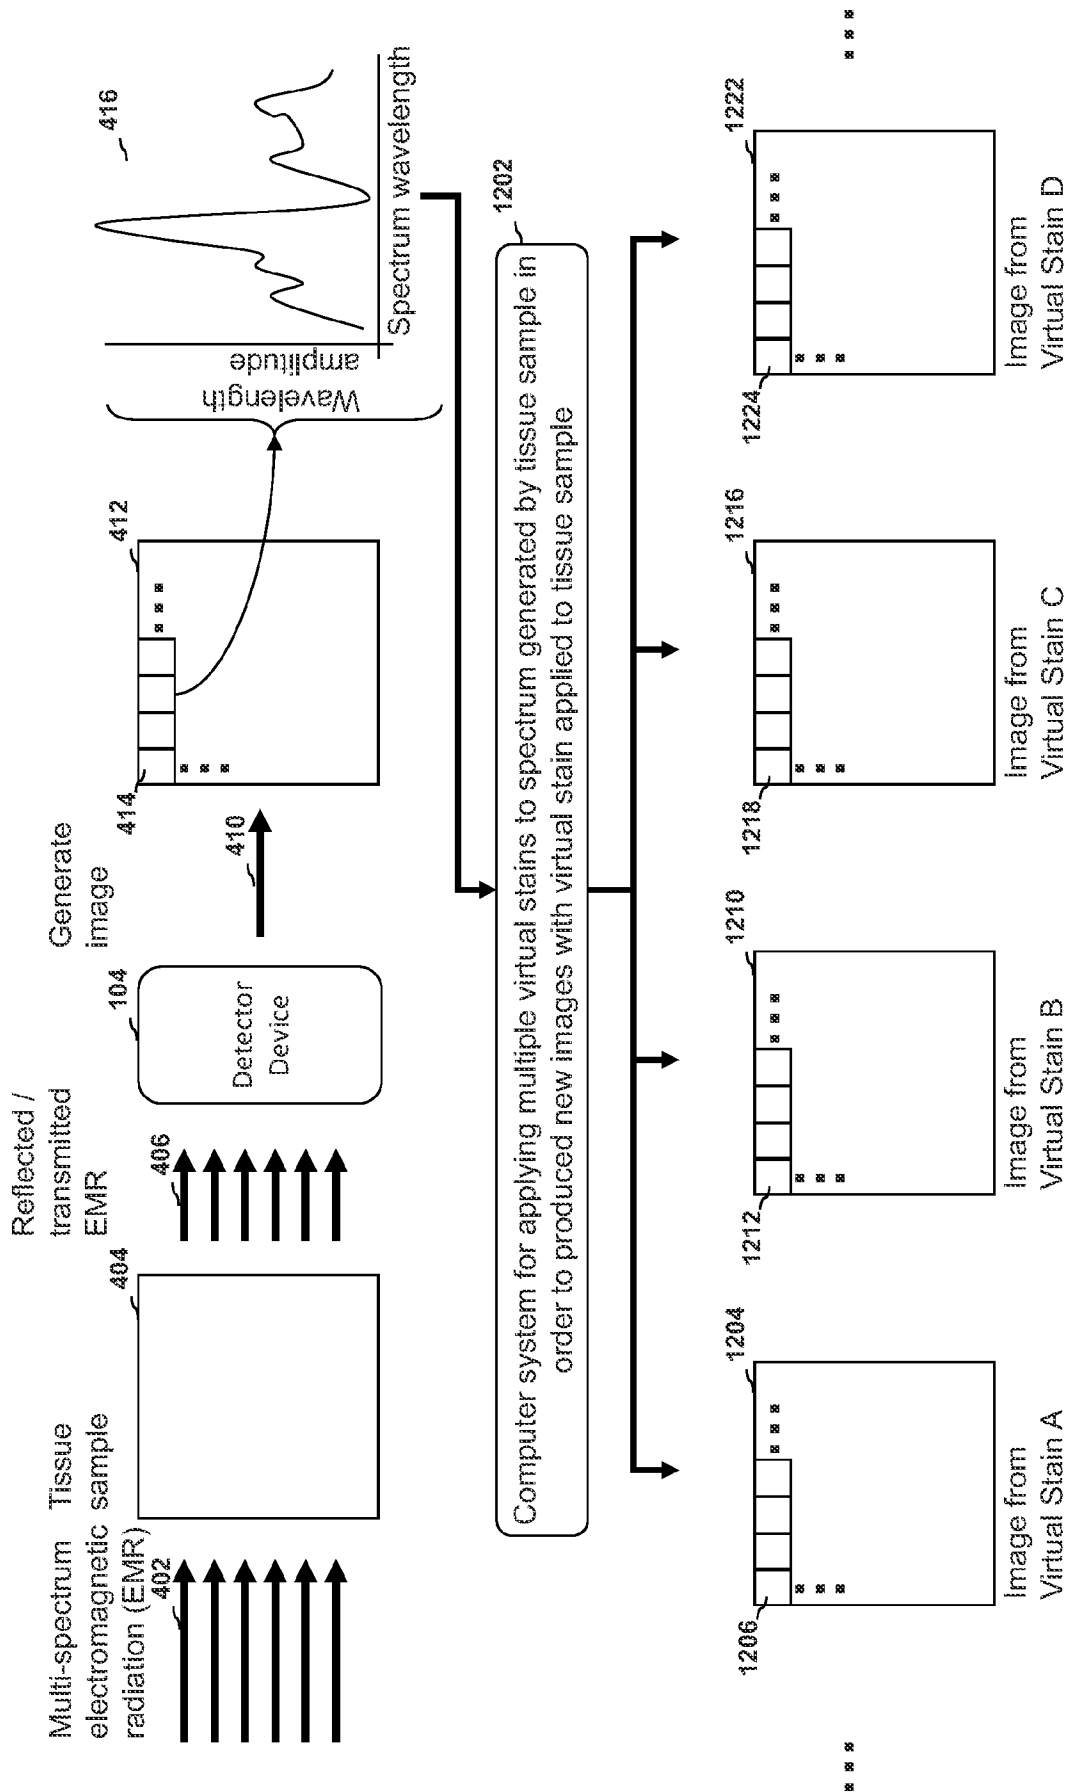 Multi-spectrum
electromagnetic
radiation (EMR)
402
Tissue
sample
404
Reflected /
transmitted
EMR
406
104
Detector
Device
Generate
image
410
412
414
416
Wavelength
amplitude
Spectrum wavelength
1202
Computer system for applying multiple virtual stains to spectrum generated by tissue sample in
order to produced new images with virtual stain applied to tissue sample
1204
1206
Image from
Virtual Stain A
1210
1212
Image from
Virtual Stain B
1216
1218
Image from
Virtual Stain C
1222
1224
Image from
Virtual Stain D